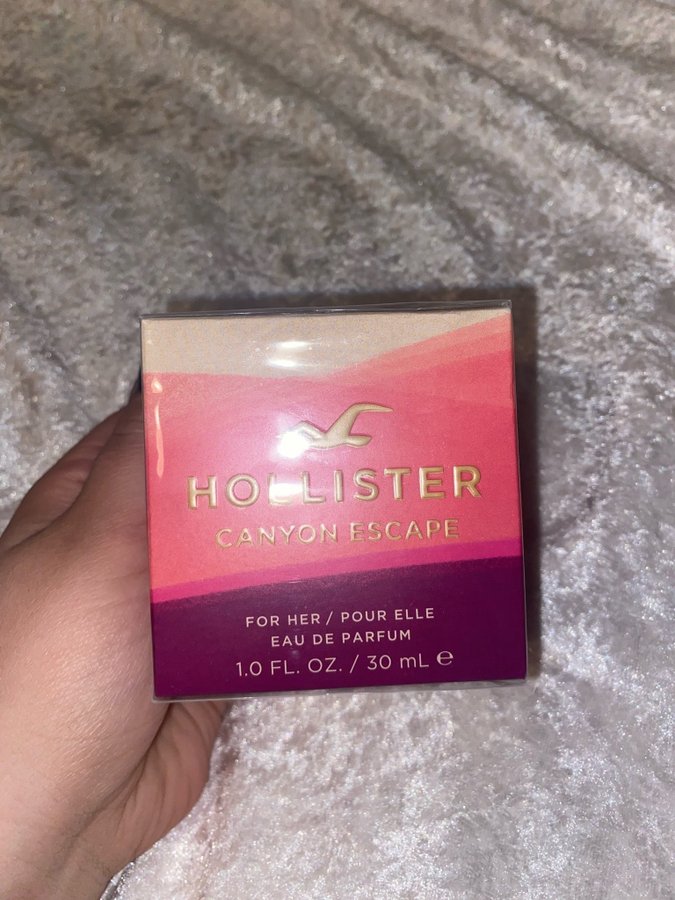 HOLLISTER
CANYON ESCAPE
FOR HER / POUR ELLE
EAU DE PARFUM
1.0 FL. OZ. / 30 mL ℮